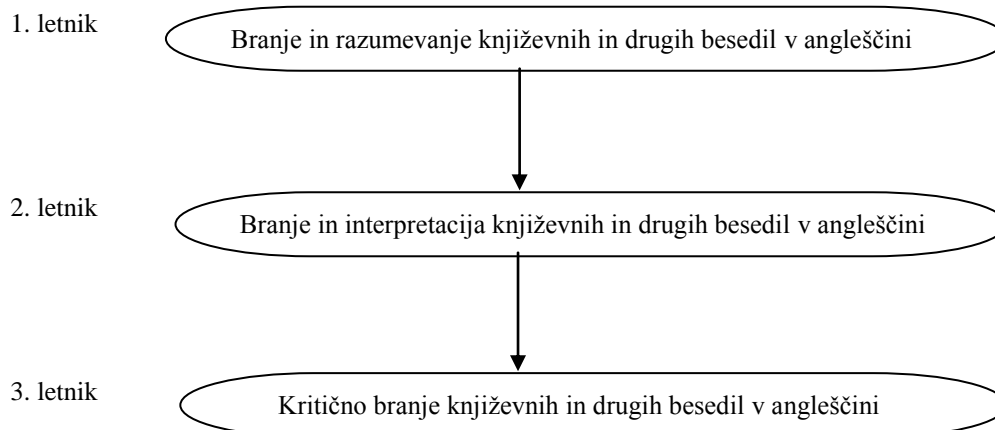 1. letnik
Branje in razumevanje književnih in drugih besedil v angleščini
2. letnik
Branje in interpretacija književnih in drugih besedil v angleščini
3. letnik
Kritično branje književnih in drugih besedil v angleščini